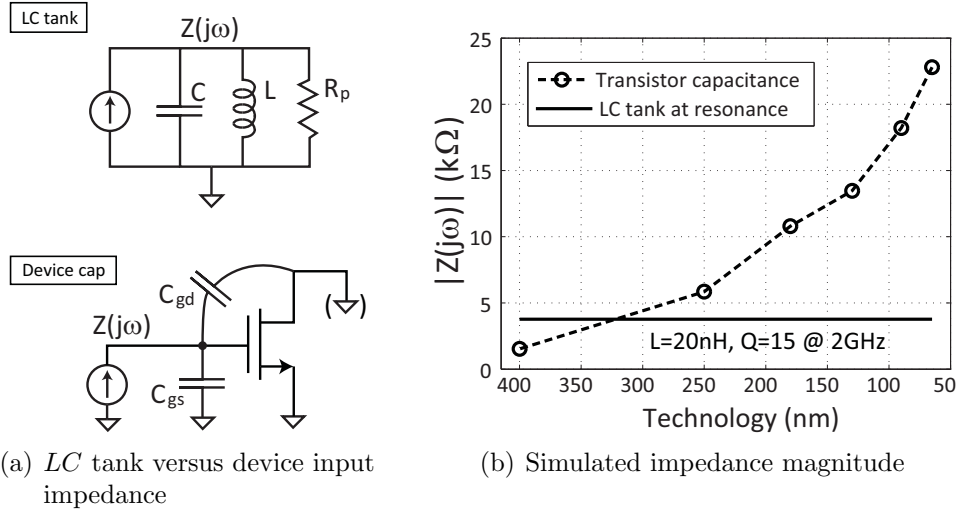 LC tank
Z(jω)
C
L
Rp
Device cap
Cgd
( )
Z(jω)
Cgs
|Z(jω)| (kΩ)
25
20
15
10
5
0
Transistor capacitance
LC tank at resonance
L=20nH, Q=15 @ 2GHz
400 350 300 250 200 150 100 50
Technology (nm)
(a) LC tank versus device input
impedance
(b) Simulated impedance magnitude